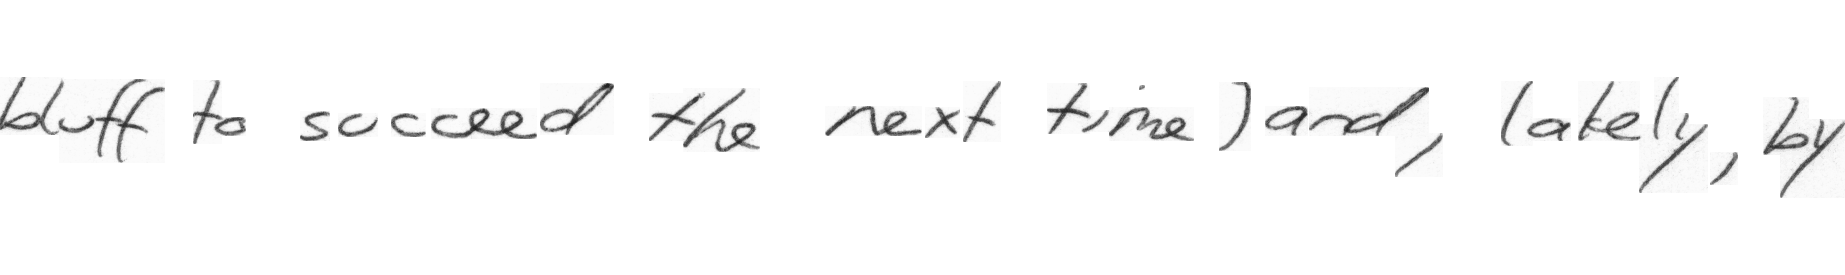 bluff to succeed the next time) and, lately, by